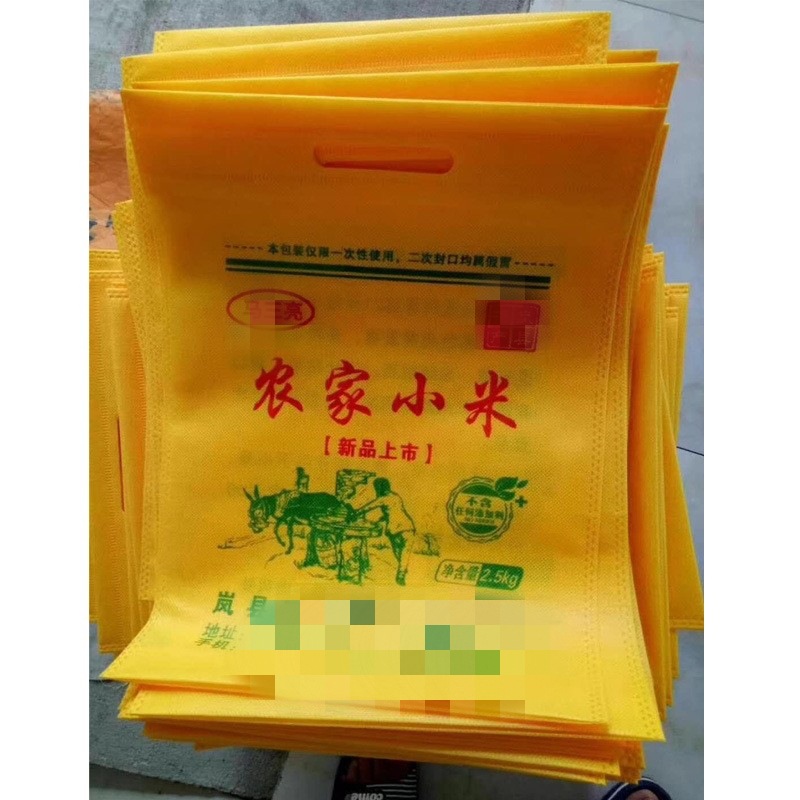 本包装仅限一次性使用，二次封口均属假冒
农家小米
【新品上市】
不含
任何添加剂
净含量2.5kg
岚县
地址:
手机: